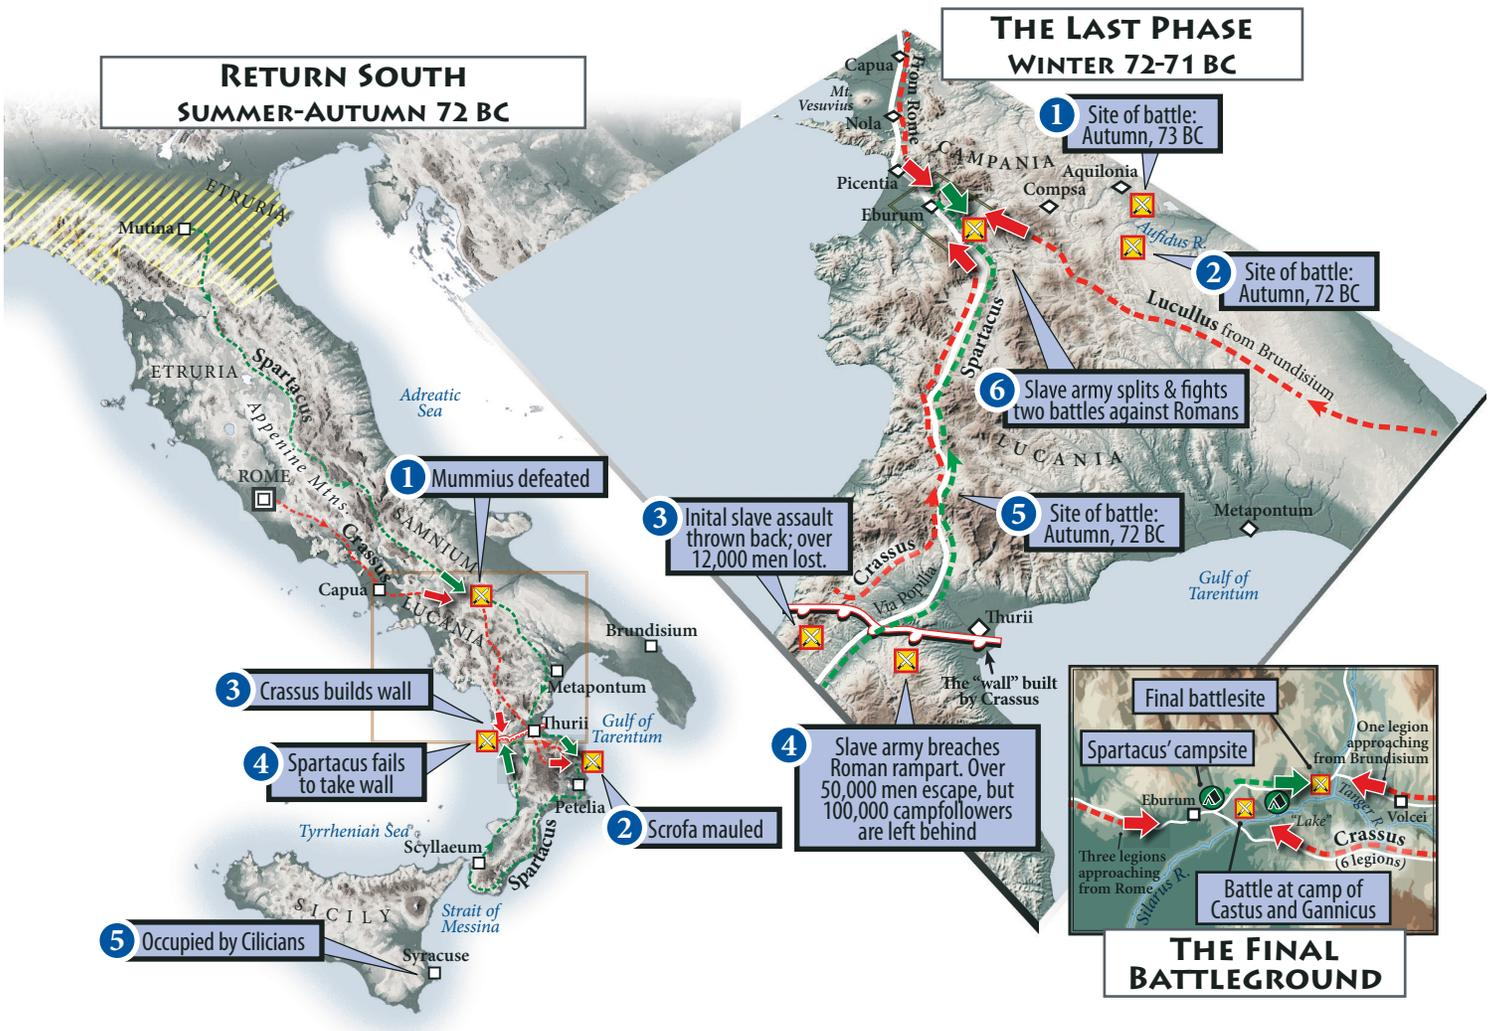 RETURN SOUTH
SUMMER-AUTUMN 72 BC
ETRURIA
Mutina
Spartacus
ETRURIA
Appenine Mtns.
Adreatic
Sea
ROME
Crassus
SAMNIUM
1 Mummius defeated
Capua
LUCANIA
Brundisium
3 Crassus builds wall
Metapontum
Thurii
Gulf of
Tarentum
4 Spartacus fails
to take wall
Petelia
2 Scrofa mauled
Tyrrhenian Sea
Scyllaeum
Spartacus
Strait of
Messina
SICILY
5 Occupied by Cilicians
Syracuse
THE LAST PHASE
WINTER 72-71 BC
Capua
From Rome
Mt.
Vesuvius
Nola
CAMPANIA
1 Site of battle:
Autumn, 73 BC
Picentia
Aquilonia
Compsa
Eburum
Aufidus R.
2 Site of battle:
Autumn, 72 BC
Lucullus from Brundisium
Spartacus
6 Slave army splits & fights
two battles against Romans
LUCANIA
3 Inital slave assault
thrown back; over
12,000 men lost.
5 Site of battle:
Autumn, 72 BC
Metapontum
Crassus
Via Popilia
Gulf of
Tarentum
Thurii
The “wall” built
by Crassus
4 Slave army breaches
Roman rampart. Over
50,000 men escape, but
100,000 campfollowers
are left behind
Final battlesite
One legion
approaching
from Brundisium
Spartacus’ campsite
Eburum
Tanger R.
Volcei
“Lake”
Crassus
(6 legions)
Three legions
approaching
from Rome
Silarus R.
Battle at camp of
Castus and Gannicus
THE FINAL
BATTLEGROUND